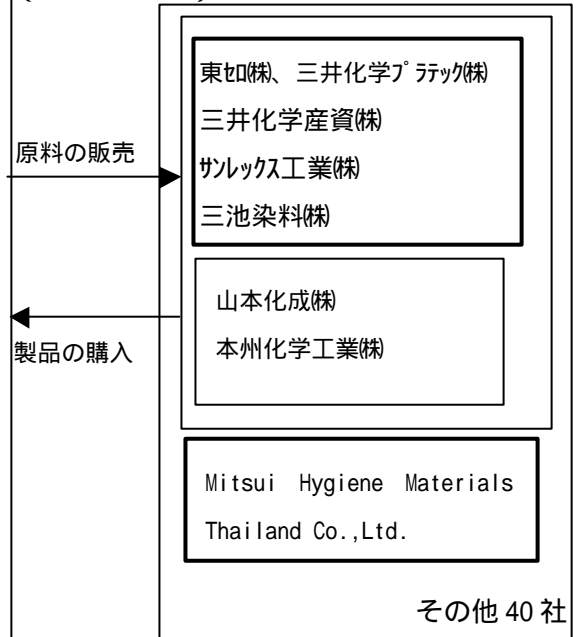 東ｾﾛ㈱、三井化学ﾌﾟﾗﾃｯｸ㈱
三井化学産資㈱
ｻﾝﾚｯｸｽ工業㈱
三池染料㈱
原料の販売
山本化成㈱
本州化学工業㈱
製品の購入
Mitsui Hygiene Materials
Thailand Co.,Ltd.
その他 40 社